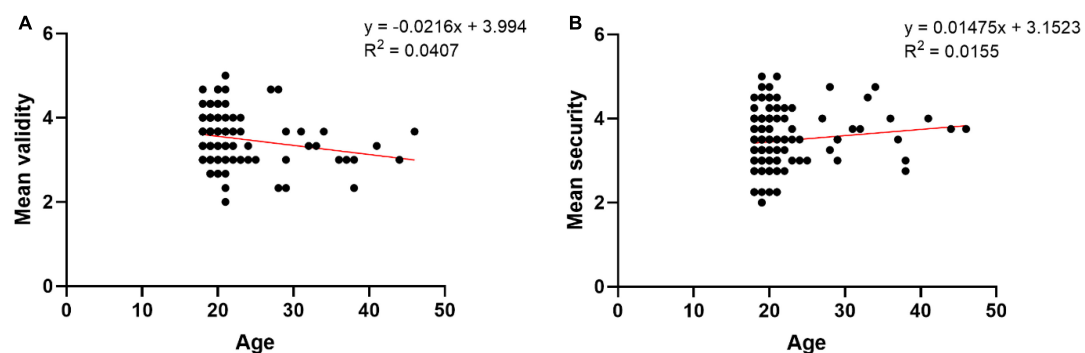 A
y = -0.0216x + 3.994
R² = 0.0407
Mean validity
6
4
2
0
0 10 20 30 40 50
Age
B
y = 0.01475x + 3.1523
R² = 0.0155
Mean security
6
4
2
0
0 10 20 30 40 50
Age